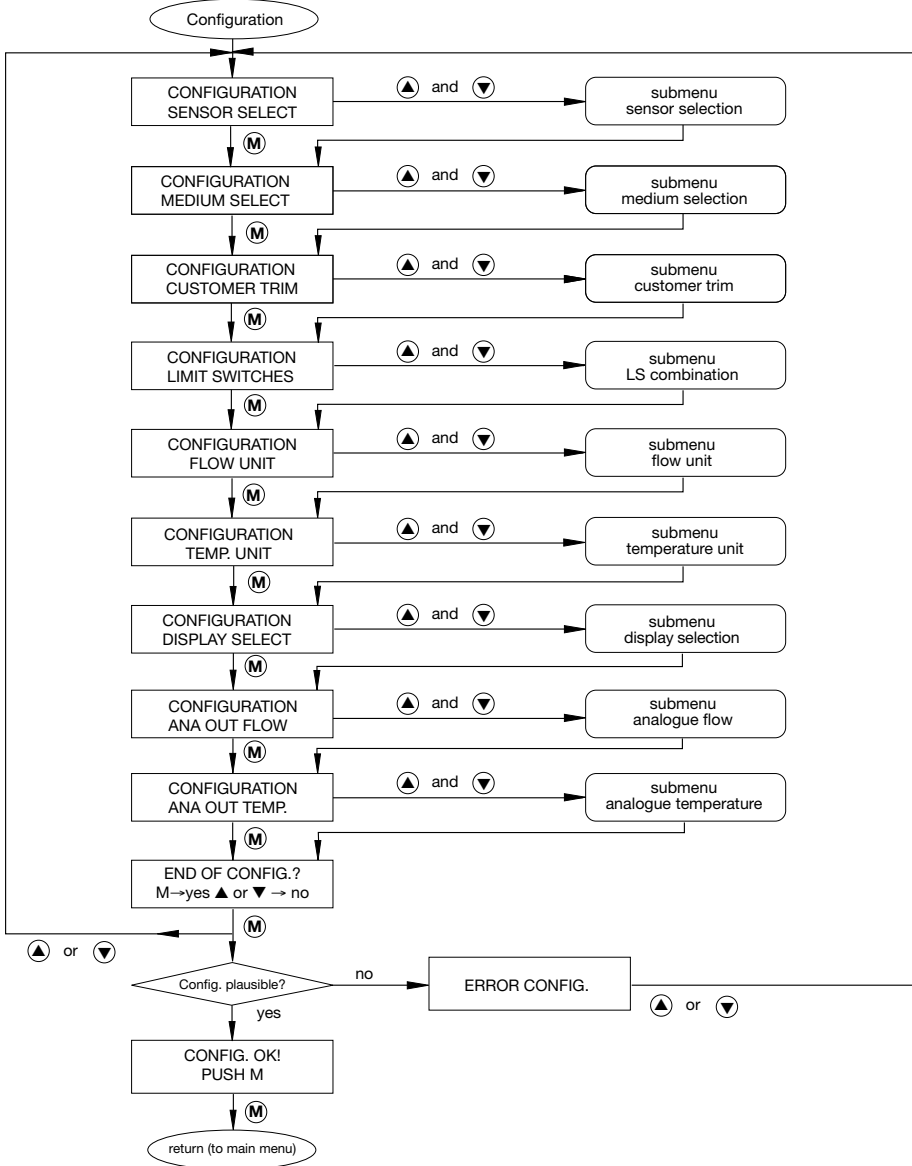 Configuration
CONFIGURATION
SENSOR SELECT
▲ and ▼
submenu
sensor selection
M
CONFIGURATION
MEDIUM SELECT
▲ and ▼
submenu
medium selection
M
CONFIGURATION
CUSTOMER TRIM
▲ and ▼
submenu
customer trim
M
CONFIGURATION
LIMIT SWITCHES
▲ and ▼
submenu
LS combination
M
CONFIGURATION
FLOW UNIT
▲ and ▼
submenu
flow unit
M
CONFIGURATION
TEMP. UNIT
▲ and ▼
submenu
temperature unit
M
CONFIGURATION
DISPLAY SELECT
▲ and ▼
submenu
display selection
M
CONFIGURATION
ANA OUT FLOW
▲ and ▼
submenu
analogue flow
M
CONFIGURATION
ANA OUT TEMP.
▲ and ▼
submenu
analogue temperature
M
END OF CONFIG.?
M→yes ▲ or ▼ → no
M
▲ or ▼
Config. plausible?
no
ERROR CONFIG.
▲ or ▼
yes
CONFIG. OK!
PUSH M
M
return (to main menu)